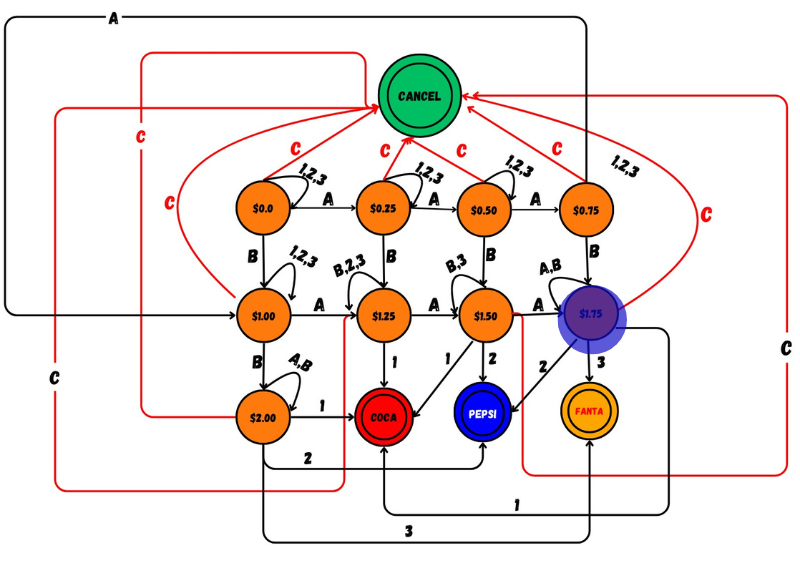 A
CANCEL
C
C
C
C
C
1,2,3
1,2,3
1,2,3
1,2,3
$0.0
A
$0.25
A
$0.50
A
$0.75
C
C
B
B
B
B
1,2,3
B,2,3
B,3
A,B
$1.00
A
$1.25
A
$1.50
A
$1.75
C
C
B
A,B
1
1
2
2
3
$2.00
1
COCA
PEPSI
FANTA
2
1
3